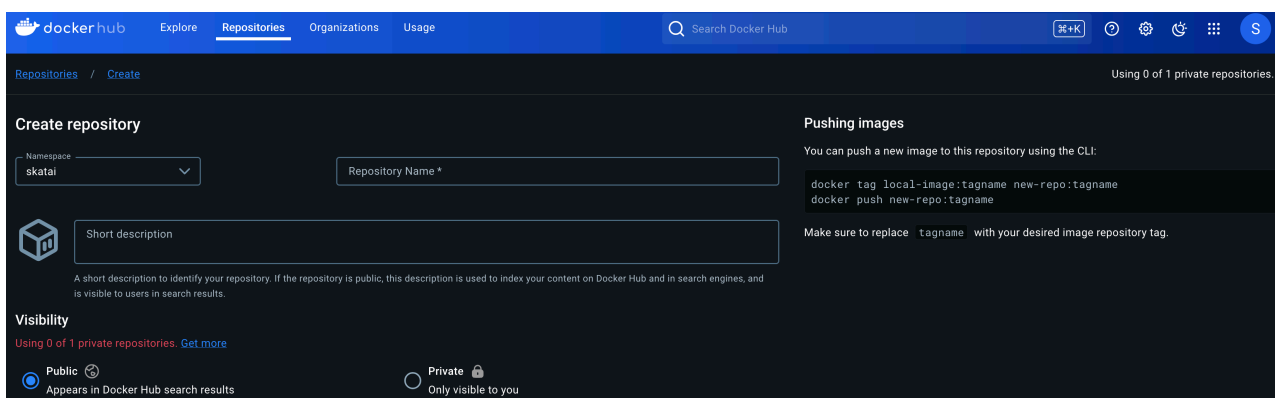 dockerhub Explore Repositories Organizations Usage Search Docker Hub ⌘+K S
Repositories / Create Using 0 of 1 private repositories.
Create repository
Namespace
skatai
Repository Name *
Short description
A short description to identify your repository. If the repository is public, this description is used to index your content on Docker Hub and in search engines, and
is visible to users in search results.
Visibility
Using 0 of 1 private repositories. Get more
Public
Appears in Docker Hub search results
Private
Only visible to you
Pushing images
You can push a new image to this repository using the CLI:
docker tag local-image:tagname new-repo:tagname
docker push new-repo:tagname
Make sure to replace tagname with your desired image repository tag.